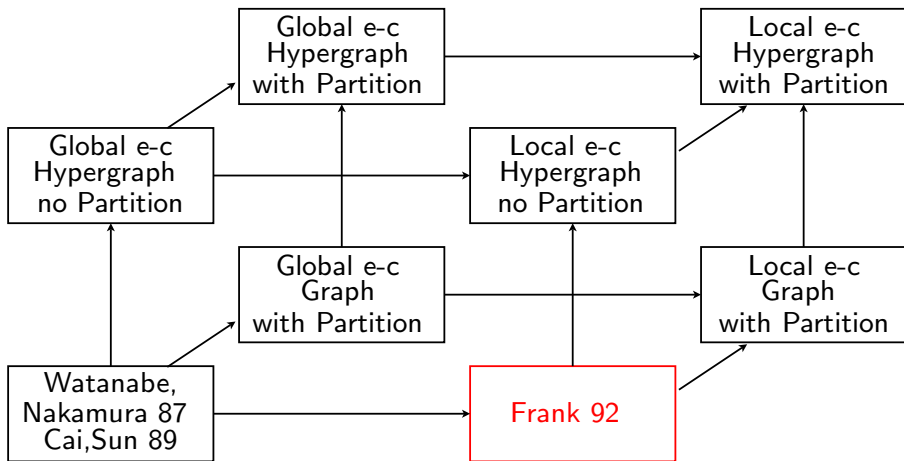 Global e-c
Hypergraph
with Partition
Local e-c
Hypergraph
with Partition
Global e-c
Hypergraph
no Partition
Local e-c
Hypergraph
no Partition
Global e-c
Graph
with Partition
Local e-c
Graph
with Partition
Watanabe,
Nakamura 87
Cai,Sun 89
Frank 92